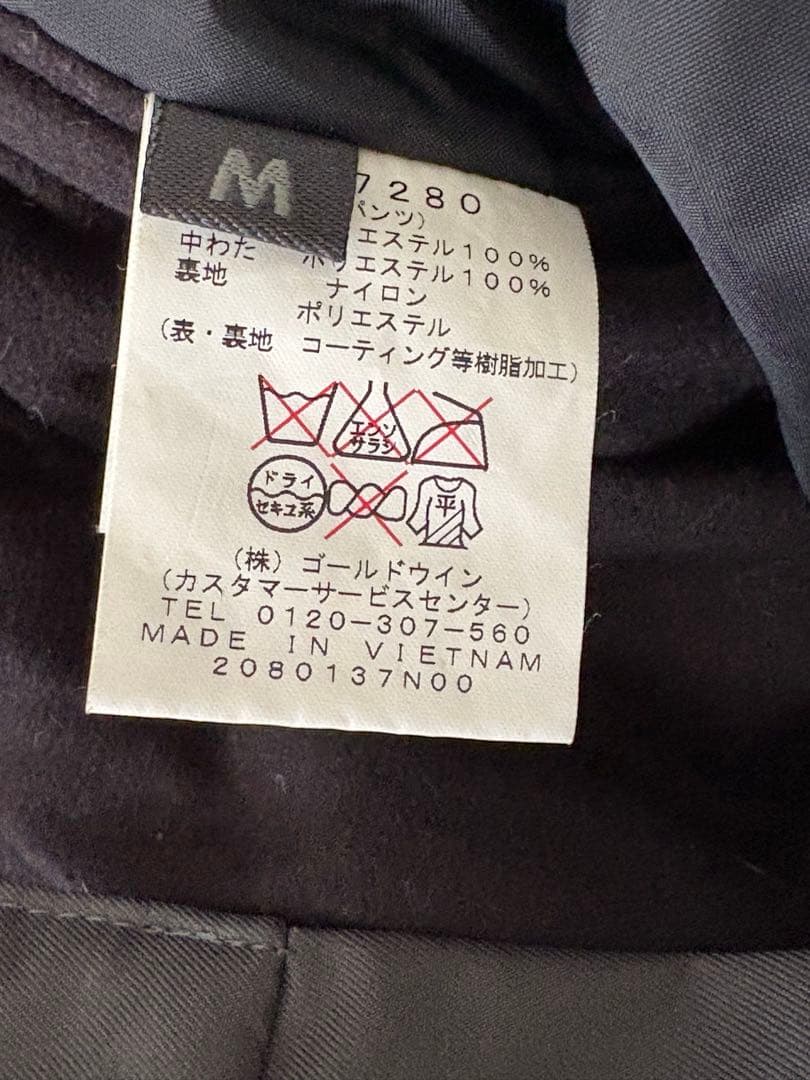 M
7280
パンツ)
エステル100%
中わた ポリエステル100%
裏地 ナイロン
ポリエステル
(表・裏地 コーティング等樹脂加工)
エンソ
サラシ
ドライ
セキユ系
平
(株) ゴールドウイン
(カスタマーサービスセンター)
TEL 0120-307-560
MADE IN VIETNAM
2080137N00